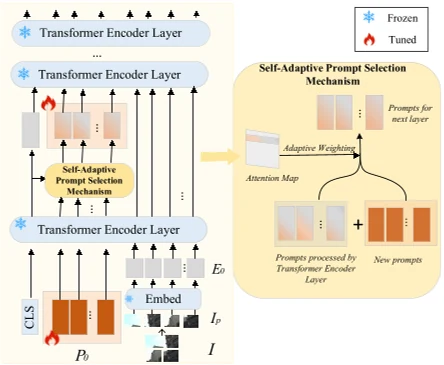 Transformer Encoder Layer
...
Transformer Encoder Layer
Self-Adaptive
Prompt Selection
Mechanism
Transformer Encoder Layer
E0
CLS
Embed
Ip
P0
I
Frozen
Tuned
Self-Adaptive Prompt Selection
Mechanism
Prompts for
next layer
Adaptive Weighting
Attention Map
+
Prompts processed by
Transformer Encoder
Layer
New prompts